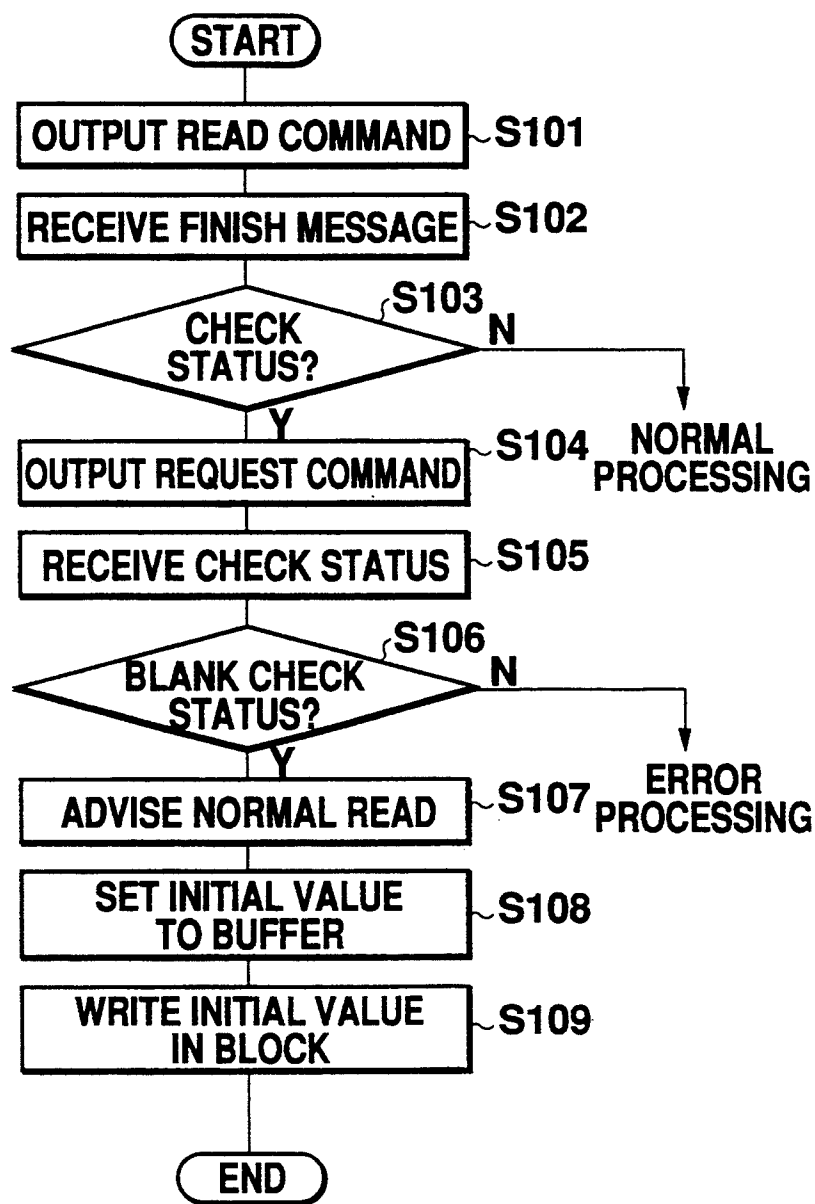 START
OUTPUT READ COMMAND
~S101
RECEIVE FINISH MESSAGE
~S102
S103
CHECK
STATUS?
N
Y
NORMAL
PROCESSING
S104
OUTPUT REQUEST COMMAND
RECEIVE CHECK STATUS
~S105
S106
BLANK CHECK
STATUS?
N
Y
ERROR
PROCESSING
ADVISE NORMAL READ
~S107
SET INITIAL VALUE
TO BUFFER
~S108
WRITE INITIAL VALUE
IN BLOCK
~S109
END